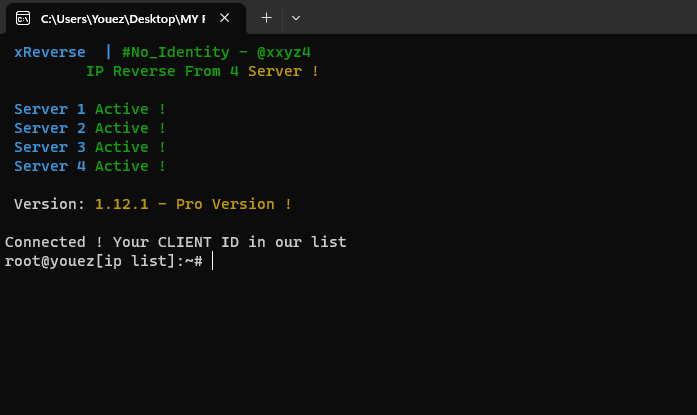 C:\Users\Youez\Desktop\MY F
xReverse | #No_Identity - @xxyz4
IP Reverse From 4 Server !
Server 1 Active !
Server 2 Active !
Server 3 Active !
Server 4 Active !
Version: 1.12.1 - Pro Version !
Connected ! Your CLIENT ID in our list
root@youez[ip list]:~#